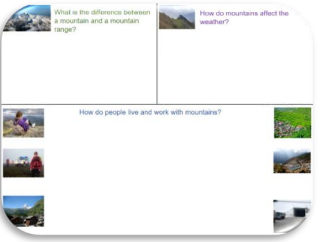 What is the difference between
a mountain and a mountain
range?
How do mountains affect the
weather?
How do people live and work with mountains?